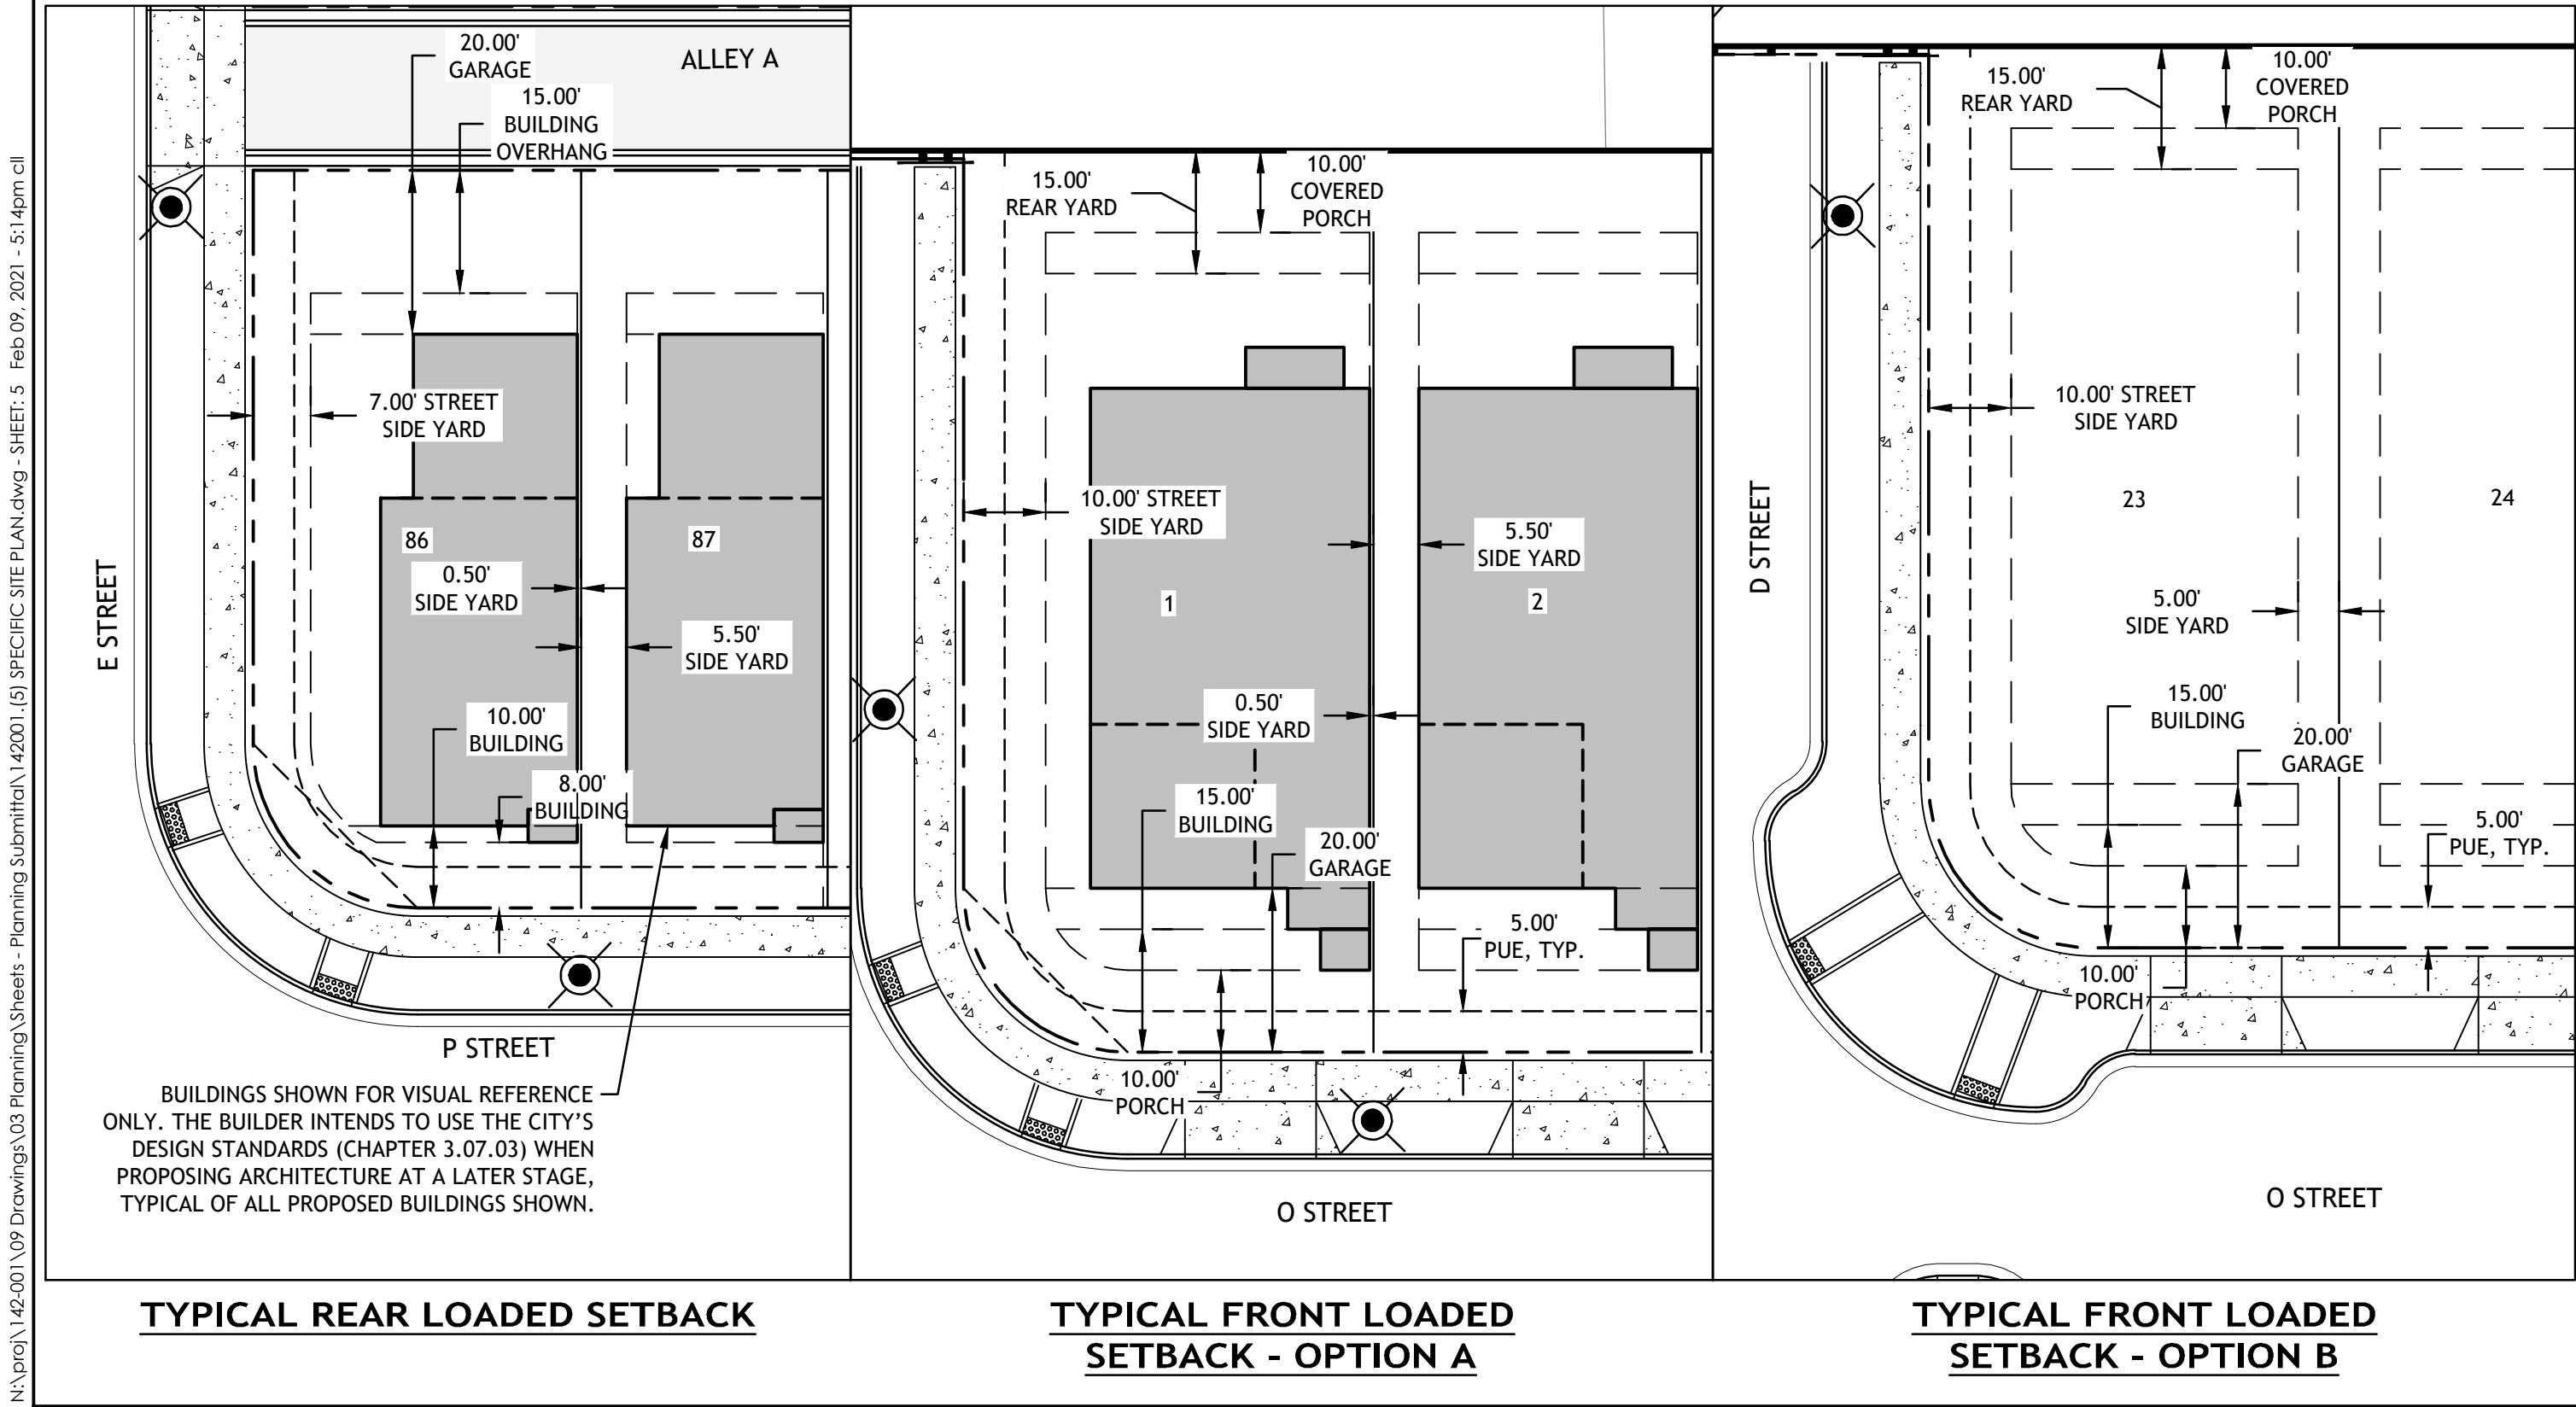 N:\proj\142-001\09 Drawings\03 Planning\Sheets - Planning Submittal\142001.(5) SPECIFIC SITE PLAN.dwg - SHEET: 5   Feb 09, 2021 - 5:14pm cll
20.00'
GARAGE
ALLEY A
15.00'
BUILDING
OVERHANG
7.00' STREET
SIDE YARD
86
87
0.50'
SIDE YARD
5.50'
SIDE YARD
E STREET
10.00'
BUILDING
8.00'
BUILDING
P STREET
BUILDINGS SHOWN FOR VISUAL REFERENCE
ONLY. THE BUILDER INTENDS TO USE THE CITY’S
DESIGN STANDARDS (CHAPTER 3.07.03) WHEN
PROPOSING ARCHITECTURE AT A LATER STAGE,
TYPICAL OF ALL PROPOSED BUILDINGS SHOWN.
TYPICAL REAR LOADED SETBACK
15.00'
REAR YARD
10.00'
COVERED
PORCH
10.00' STREET
SIDE YARD
5.50'
SIDE YARD
1
2
0.50'
SIDE YARD
15.00'
BUILDING
20.00'
GARAGE
5.00'
PUE, TYP.
10.00'
PORCH
O STREET
TYPICAL FRONT LOADED
SETBACK - OPTION A
15.00'
REAR YARD
10.00'
COVERED
PORCH
10.00' STREET
SIDE YARD
D STREET
23
24
5.00'
SIDE YARD
15.00'
BUILDING
20.00'
GARAGE
5.00'
PUE, TYP.
10.00'
PORCH
O STREET
TYPICAL FRONT LOADED
SETBACK - OPTION B